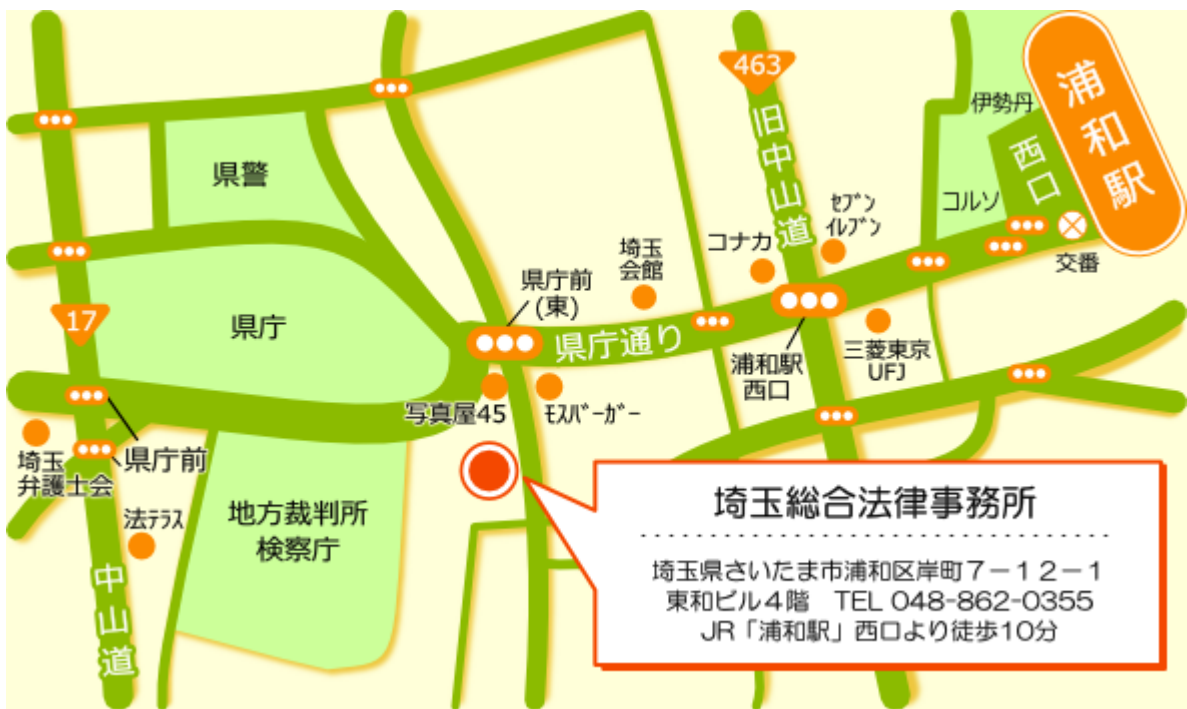 463
浦和駅
伊勢丹
西口
旧中山道
県警
コルソ
ｾﾌﾞﾝ
ｲﾚﾌﾞﾝ
コナカ
埼玉
会館
交番
県庁前
(東)
17
県庁
県庁通り
浦和駅
西口
三菱東京
UFJ
写真屋45
ﾓｽﾊﾞｰｶﾞｰ
埼玉
弁護士会
県庁前
法ﾃﾗｽ
地方裁判所
検察庁
中山道
埼玉総合法律事務所
埼玉県さいたま市浦和区岸町７－１２－１
東和ビル４階　TEL 048-862-0355
JR「浦和駅」西口より徒歩10分